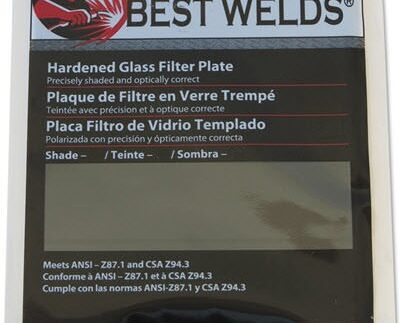 BEST WELDS®
Hardened Glass Filter Plate
Precisely shaded and optically correct
Plaque de Filtre en Verre Trempé
Teintée avec précision et à optique correcte
Placa Filtro de Vidrio Templado
Polarizada con precisión y ópticamente correcta
Shade – / Teinte – / Sombra –
Meets ANSI – Z87.1 and CSA Z94.3
Conforme à ANSI – Z87.1 et à CSA Z94.3
Cumple con las normas ANSI-Z87.1 y CSA Z94.3